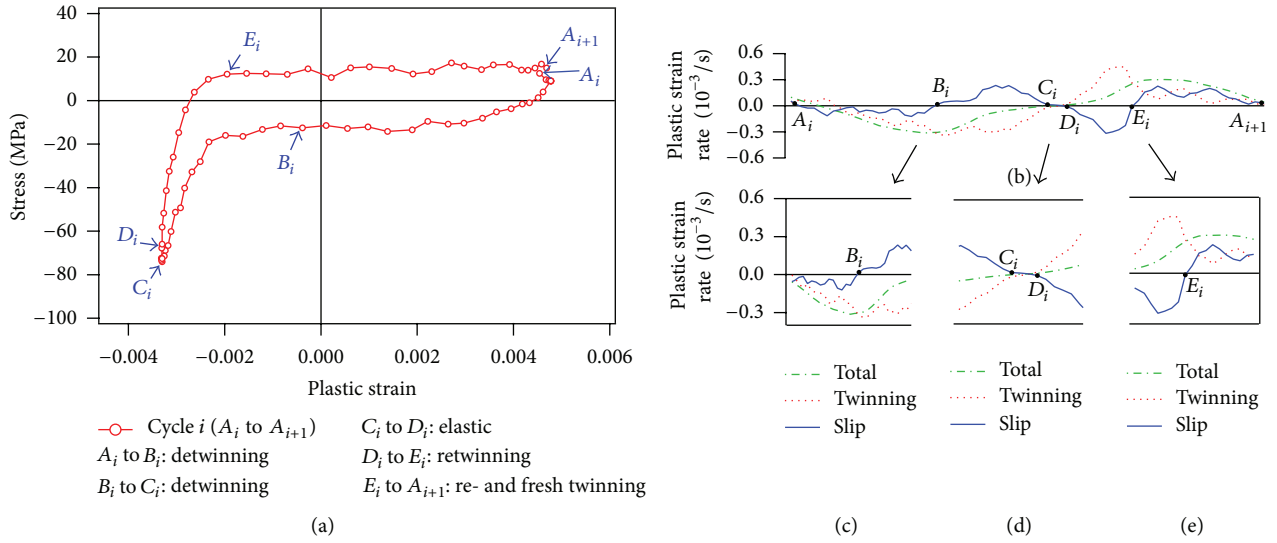 40
20
0
−20
−40
−60
−80
−100
Stress (MPa)
−0.004
−0.002
0.000
0.002
0.004
0.006
Plastic strain
E_i
A_{i+1}
A_i
B_i
D_i
C_i
Cycle i (A_i to A_{i+1})
A_i to B_i: detwinning
B_i to C_i: detwinning
C_i to D_i: elastic
D_i to E_i: retwinning
E_i to A_{i+1}: re- and fresh twinning
(a)
Plastic strain
rate (10^{−3}/s)
0.6
0.3
0.0
−0.3
−0.6
A_i
B_i
C_i
D_i
E_i
A_{i+1}
(b)
Plastic strain
rate (10^{−3}/s)
0.6
0.3
0.0
−0.3
B_i
C_i
D_i
E_i
Total
Twinning
Slip
Total
Twinning
Slip
Total
Twinning
Slip
(c)
(d)
(e)